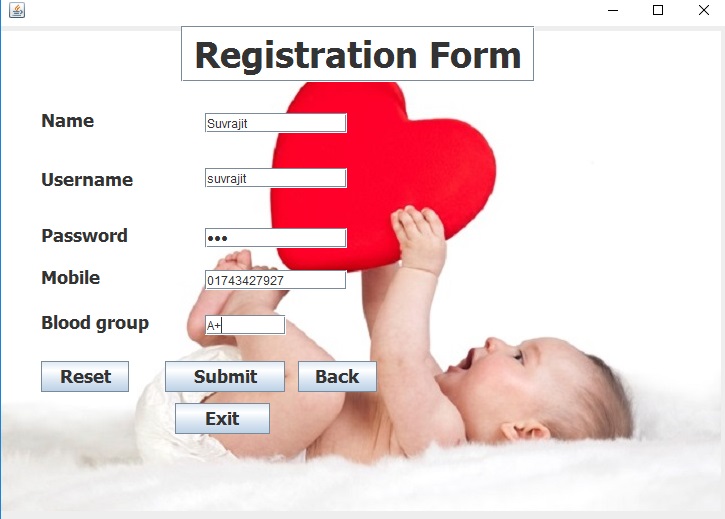 Registration Form
Name Suvrajit
Username suvrajit
Password •••
Mobile 01743427927
Blood group A+
Reset Submit Back
Exit